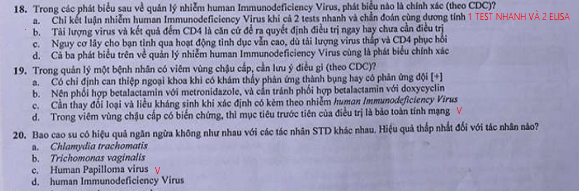 18. Trong các phát biểu sau về quản lý nhiễm human Immunodeficiency Virus, phát biểu nào là chính xác (theo CDC)?
a. Chỉ kết luận nhiễm human Immunodeficiency Virus khi cả 2 tests nhanh và chẩn đoán cùng dương tính 1 TEST NHANH VÀ 2 ELISA
b. Tải lượng virus và kết quả đếm CD4 là căn cứ để ra quyết định điều trị ngay hay chưa cần điều trị
c. Nguy cơ lây cho bạn tình qua hoạt động tình dục vẫn cao, dù tải lượng virus thấp và CD4 phục hồi
d. Cả ba phát biểu trên về quản lý nhiễm human Immunodeficiency Virus cùng là phát biểu chính xác
19. Trong quản lý một bệnh nhân có viêm vùng chậu cấp, cần lưu ý điều gì (theo CDC)?
a. Có chỉ định can thiệp ngoại khoa khi có khám thấy phản ứng thành bụng hay có phản ứng dội [+]
b. Nên phối hợp betalactamin với metronidazole, và cần tránh phối hợp betalactamin với doxycyclin
c. Cần thay đổi loại và liều kháng sinh khi xác định có kèm theo nhiễm human Immunodeficiency Virus
d. Trong viêm vùng chậu cấp có biến chứng, thì mục tiêu trước tiên của điều trị là bảo toàn tính mạng V
20. Bao cao su có hiệu quả ngăn ngừa không như nhau với các tác nhân STD khác nhau. Hiệu quả thấp nhất đối với tác nhân nào?
a. Chlamydia trachomatis
b. Trichomonas vaginalis
c. Human Papilloma virus V
d. human Immunodeficiency Virus